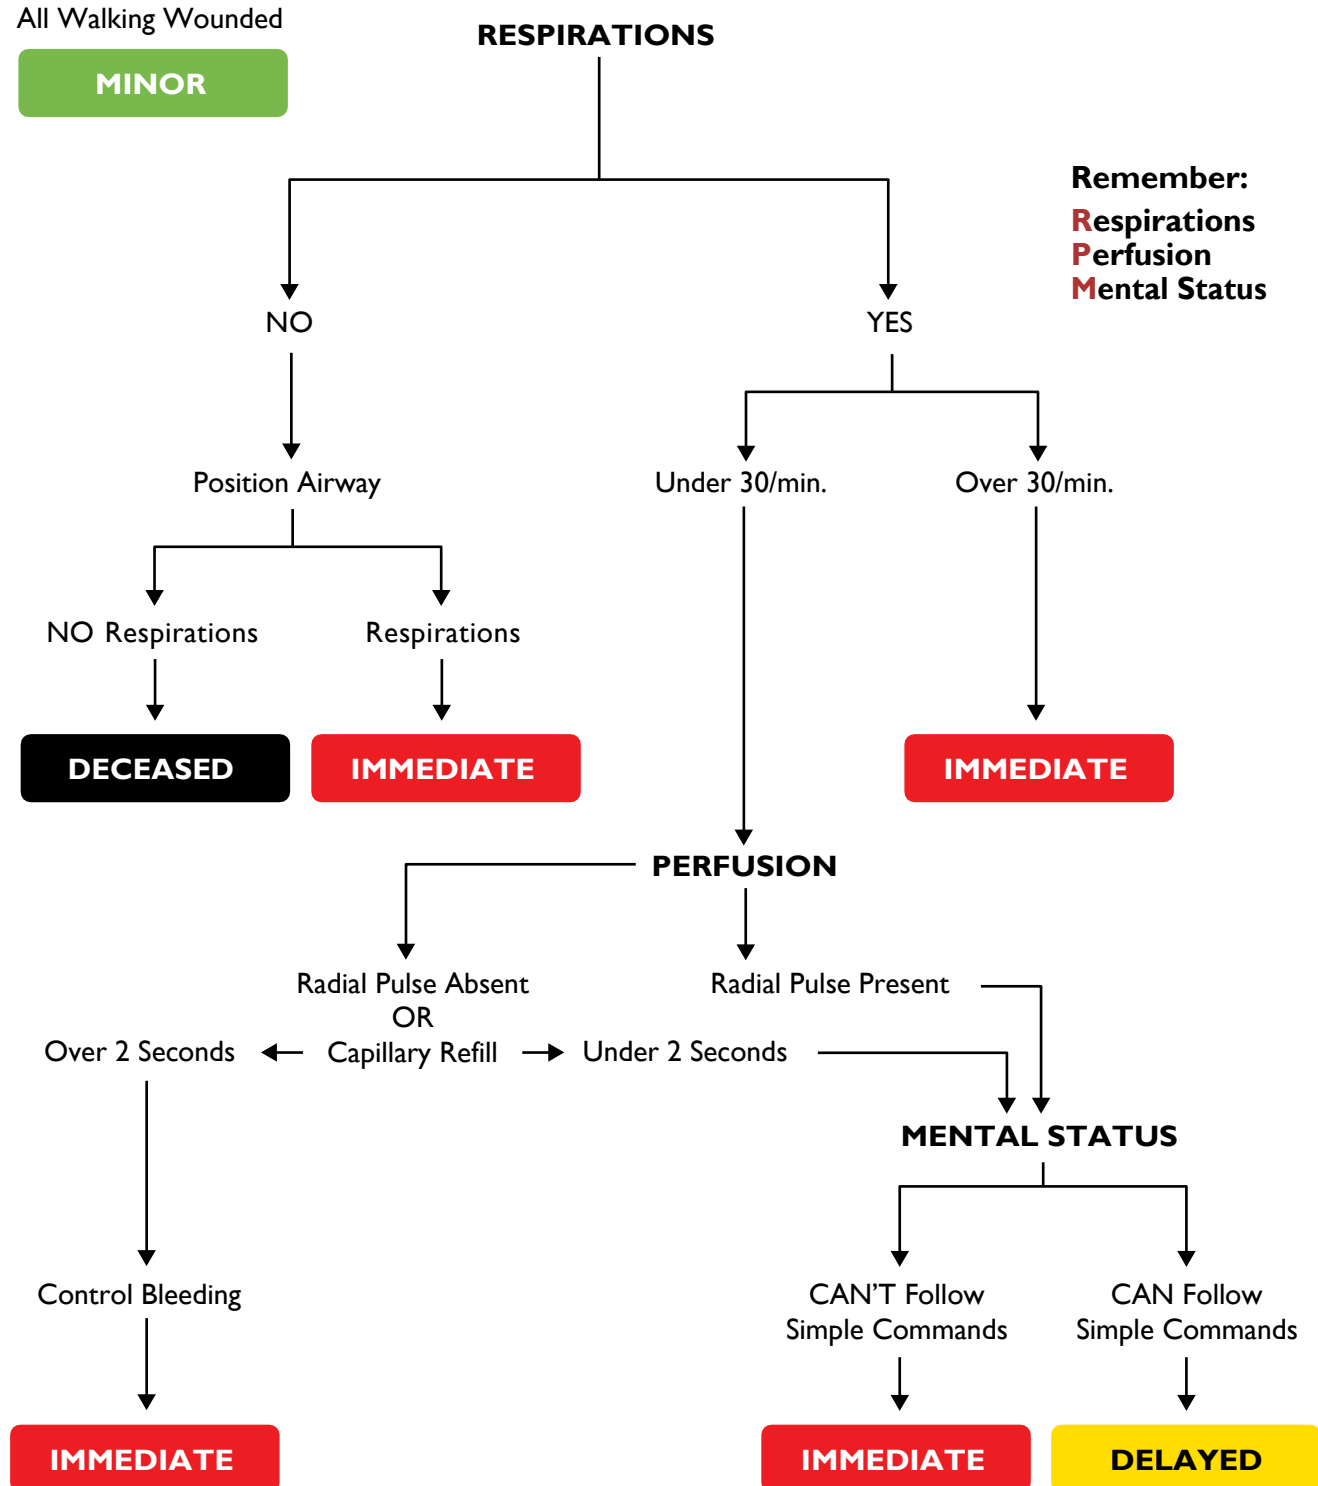 All Walking Wounded
MINOR
RESPIRATIONS
Remember:
Respirations
Perfusion
Mental Status
NO
YES
Position Airway
Under 30/min.
Over 30/min.
NO Respirations
Respirations
DECEASED
IMMEDIATE
IMMEDIATE
PERFUSION
Radial Pulse Absent
OR
Radial Pulse Present
Over 2 Seconds
Capillary Refill
Under 2 Seconds
MENTAL STATUS
Control Bleeding
CAN’T Follow
Simple Commands
CAN Follow
Simple Commands
IMMEDIATE
IMMEDIATE
DELAYED